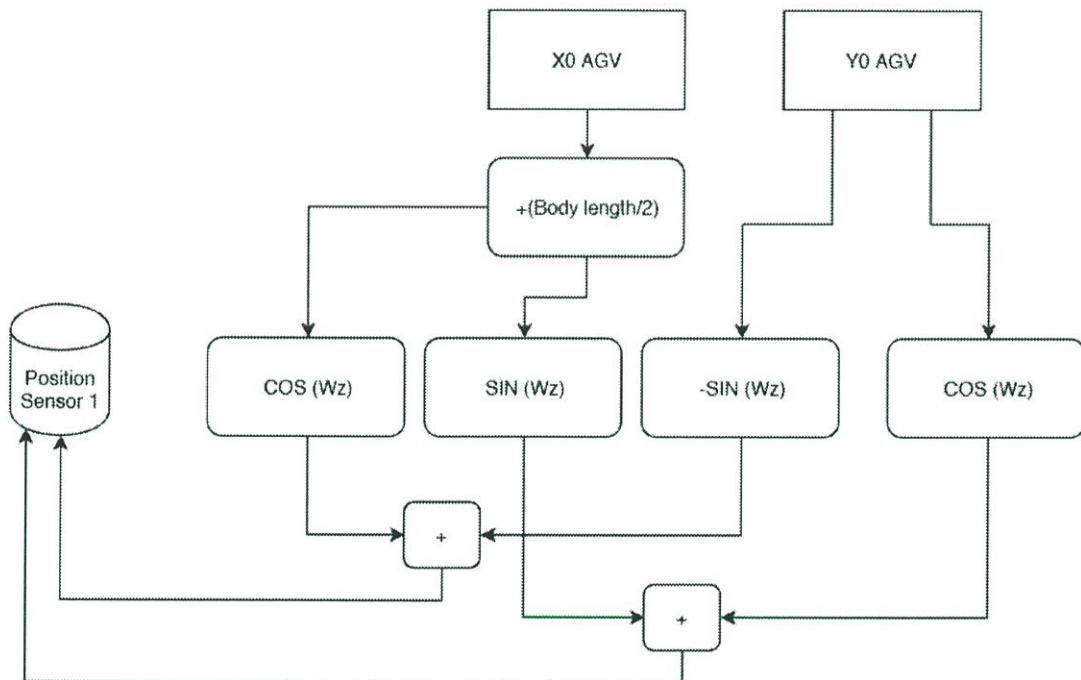 X0 AGV
Y0 AGV
+(Body length/2)
Position
Sensor 1
COS (Wz)
SIN (Wz)
-SIN (Wz)
COS (Wz)
+
+